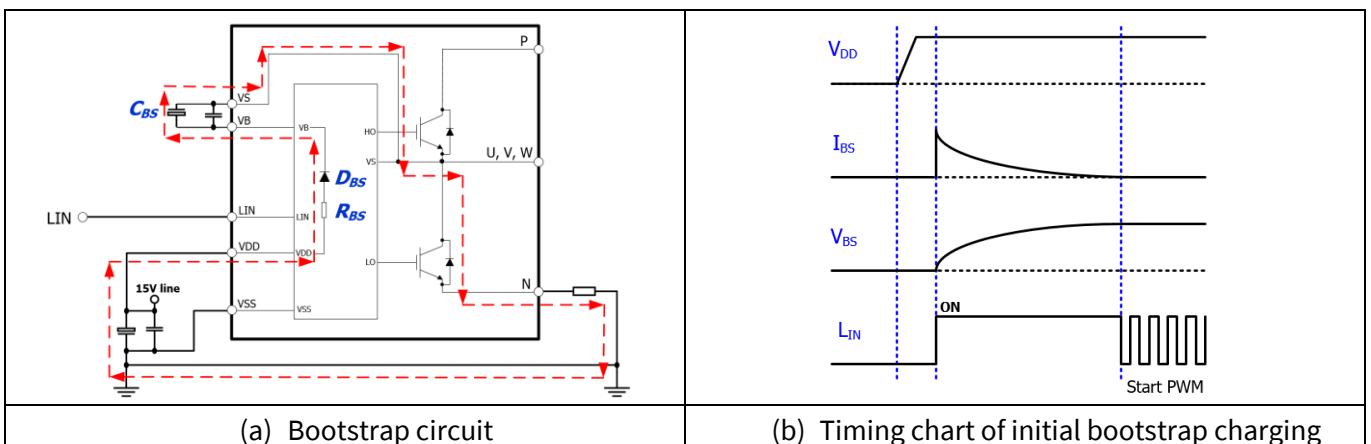 P
VS
C_BS
VB
VB
HO
VS
U, V, W
D_BS
LIN
LIN
R_BS
VDD
VDD
LO
15V line
N
VSS
VSS
(a) Bootstrap circuit
V_DD
I_BS
V_BS
L_IN
ON
Start PWM
(b) Timing chart of initial bootstrap charging